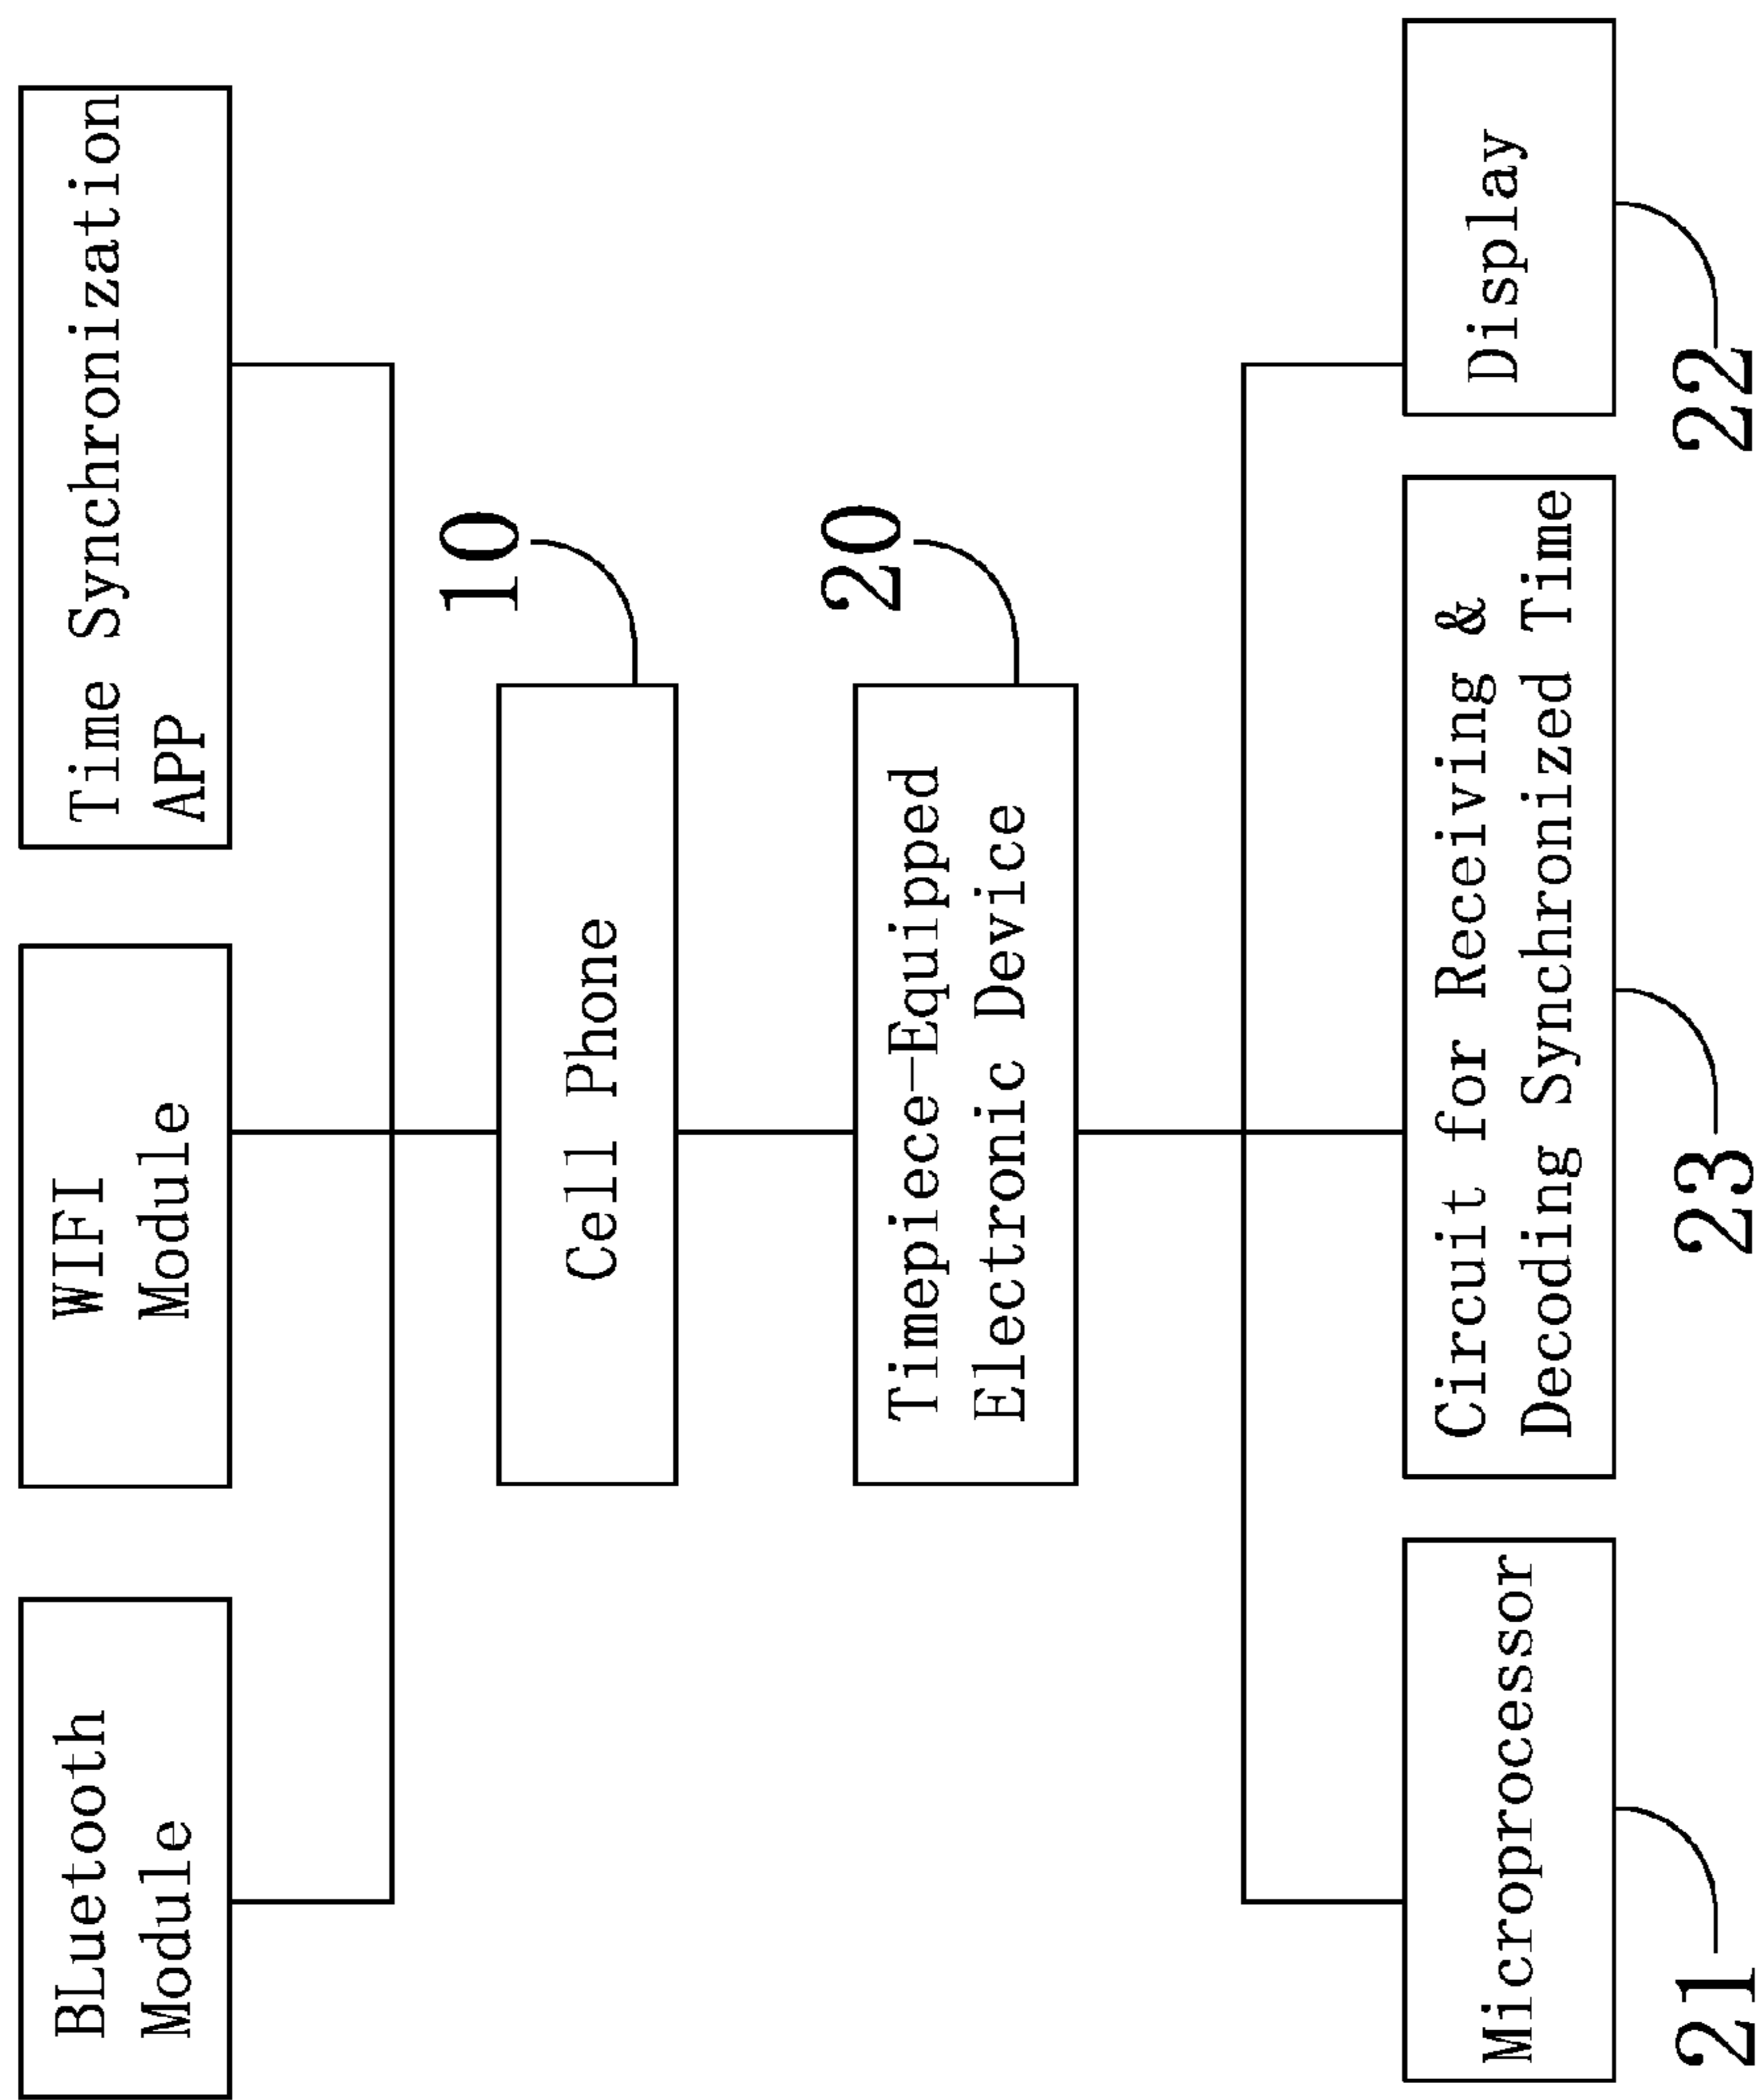 BLuetooth
Module
WIFI
Module
Time Synchronization
APP
10
Cell Phone
20
Timepiece-Equipped
Electronic Device
Microprocessor
21
Circuit for Receiving &
Decoding Synchronized Time
23
Display
22